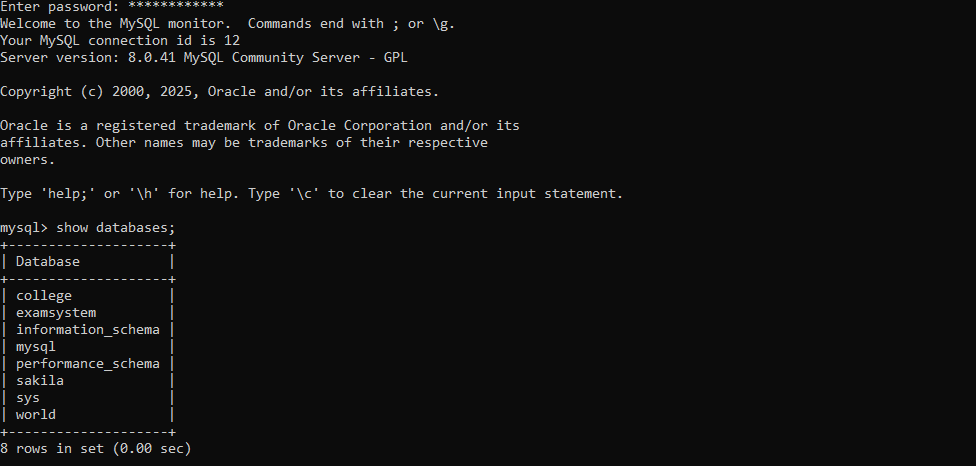 Enter password: ************
Welcome to the MySQL monitor.  Commands end with ; or \g.
Your MySQL connection id is 12
Server version: 8.0.41 MySQL Community Server - GPL

Copyright (c) 2000, 2025, Oracle and/or its affiliates.

Oracle is a registered trademark of Oracle Corporation and/or its
affiliates. Other names may be trademarks of their respective
owners.

Type 'help;' or '\h' for help. Type '\c' to clear the current input statement.

mysql> show databases;
+--------------------+
| Database           |
+--------------------+
| college            |
| examsystem         |
| information_schema |
| mysql              |
| performance_schema |
| sakila             |
| sys                |
| world              |
+--------------------+
8 rows in set (0.00 sec)